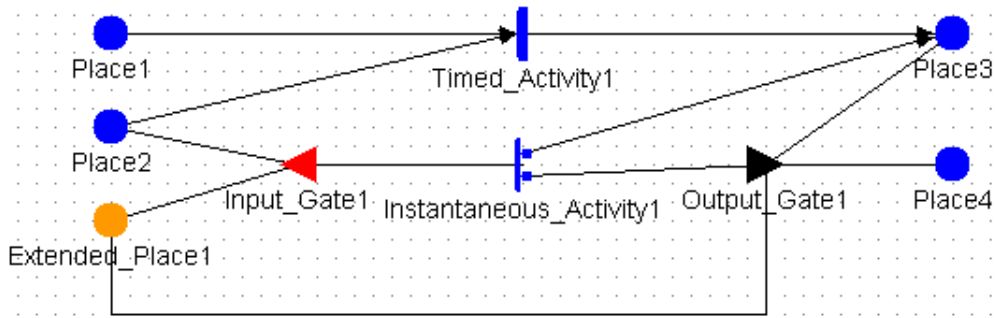 Place1
Timed_Activity1
Place3
Place2
Input_Gate1
Instantaneous_Activity1
Output_Gate1
Place4
Extended_Place1